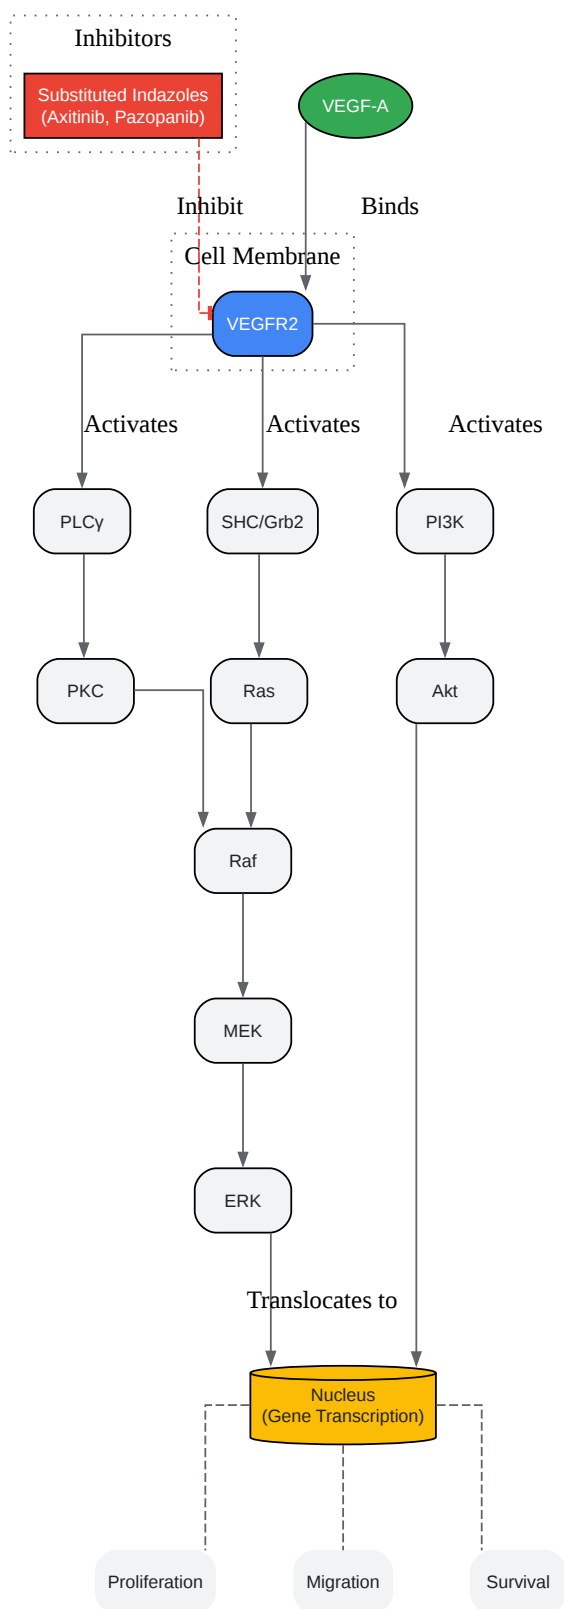 Inhibitors
Substituted Indazoles
(Axitinib, Pazopanib)
VEGF-A
Inhibit
Binds
Cell Membrane
VEGFR2
Activates
Activates
Activates
PLCγ
SHC/Grb2
PI3K
PKC
Ras
Akt
Raf
MEK
ERK
Translocates to
Nucleus
(Gene Transcription)
Proliferation
Migration
Survival